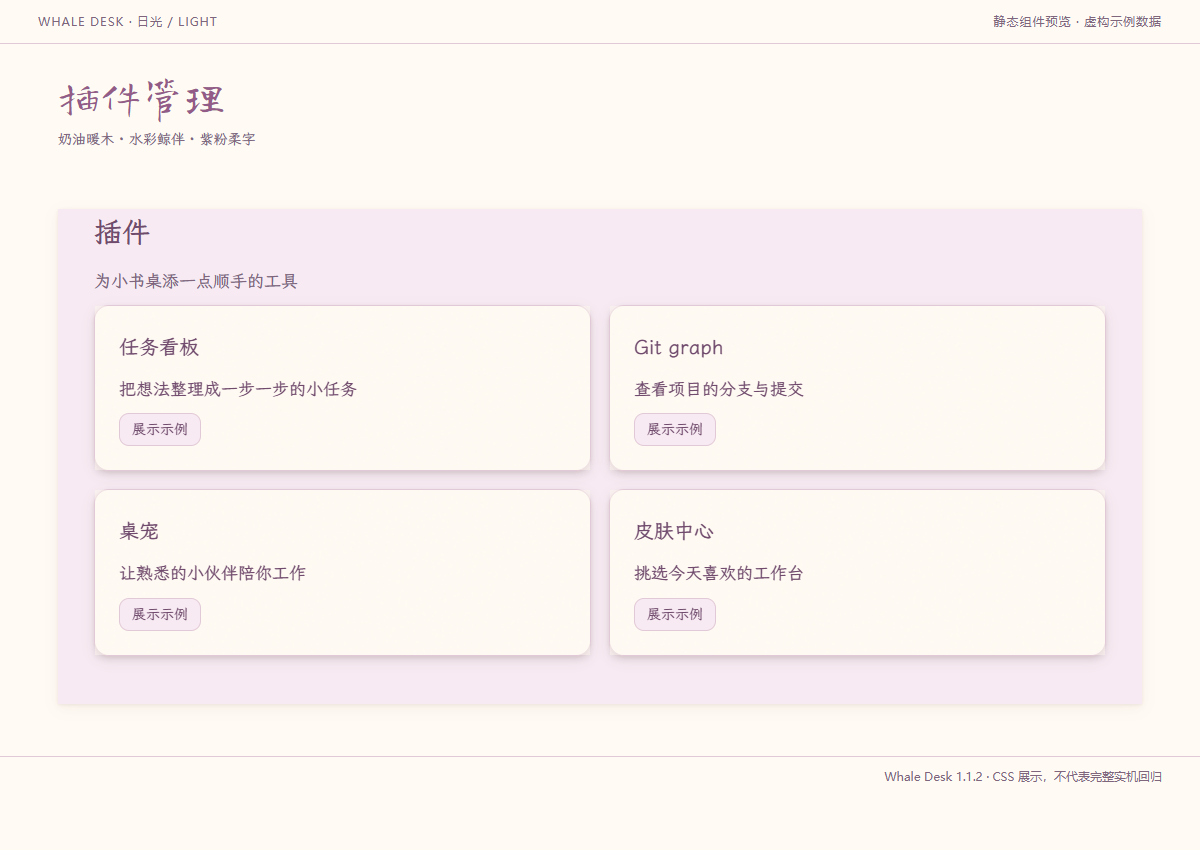 WHALE DESK · 日光 / LIGHT
静态组件预览 · 虚构示例数据
插件管理
奶油暖木 · 水彩鲸伴 · 紫粉柔字
插件
为小书桌添一点顺手的工具
任务看板
把想法整理成一步一步的小任务
展示示例
Git graph
查看项目的分支与提交
展示示例
桌宠
让熟悉的小伙伴陪你工作
展示示例
皮肤中心
挑选今天喜欢的工作台
展示示例
Whale Desk 1.1.2 · CSS 展示，不代表完整实机回归